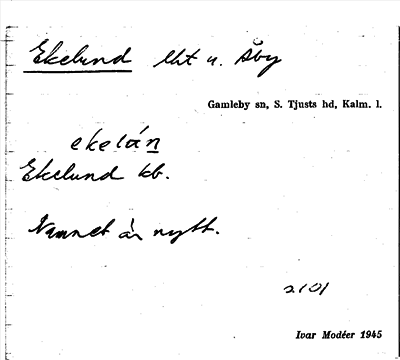 Ekelund lht u. Åby
Gamleby sn, S. Tjusts hd, Kalm. l.
ekelán
Ekelund kb.
Namnet är nytt.
2101
Ivar Modéer 1945